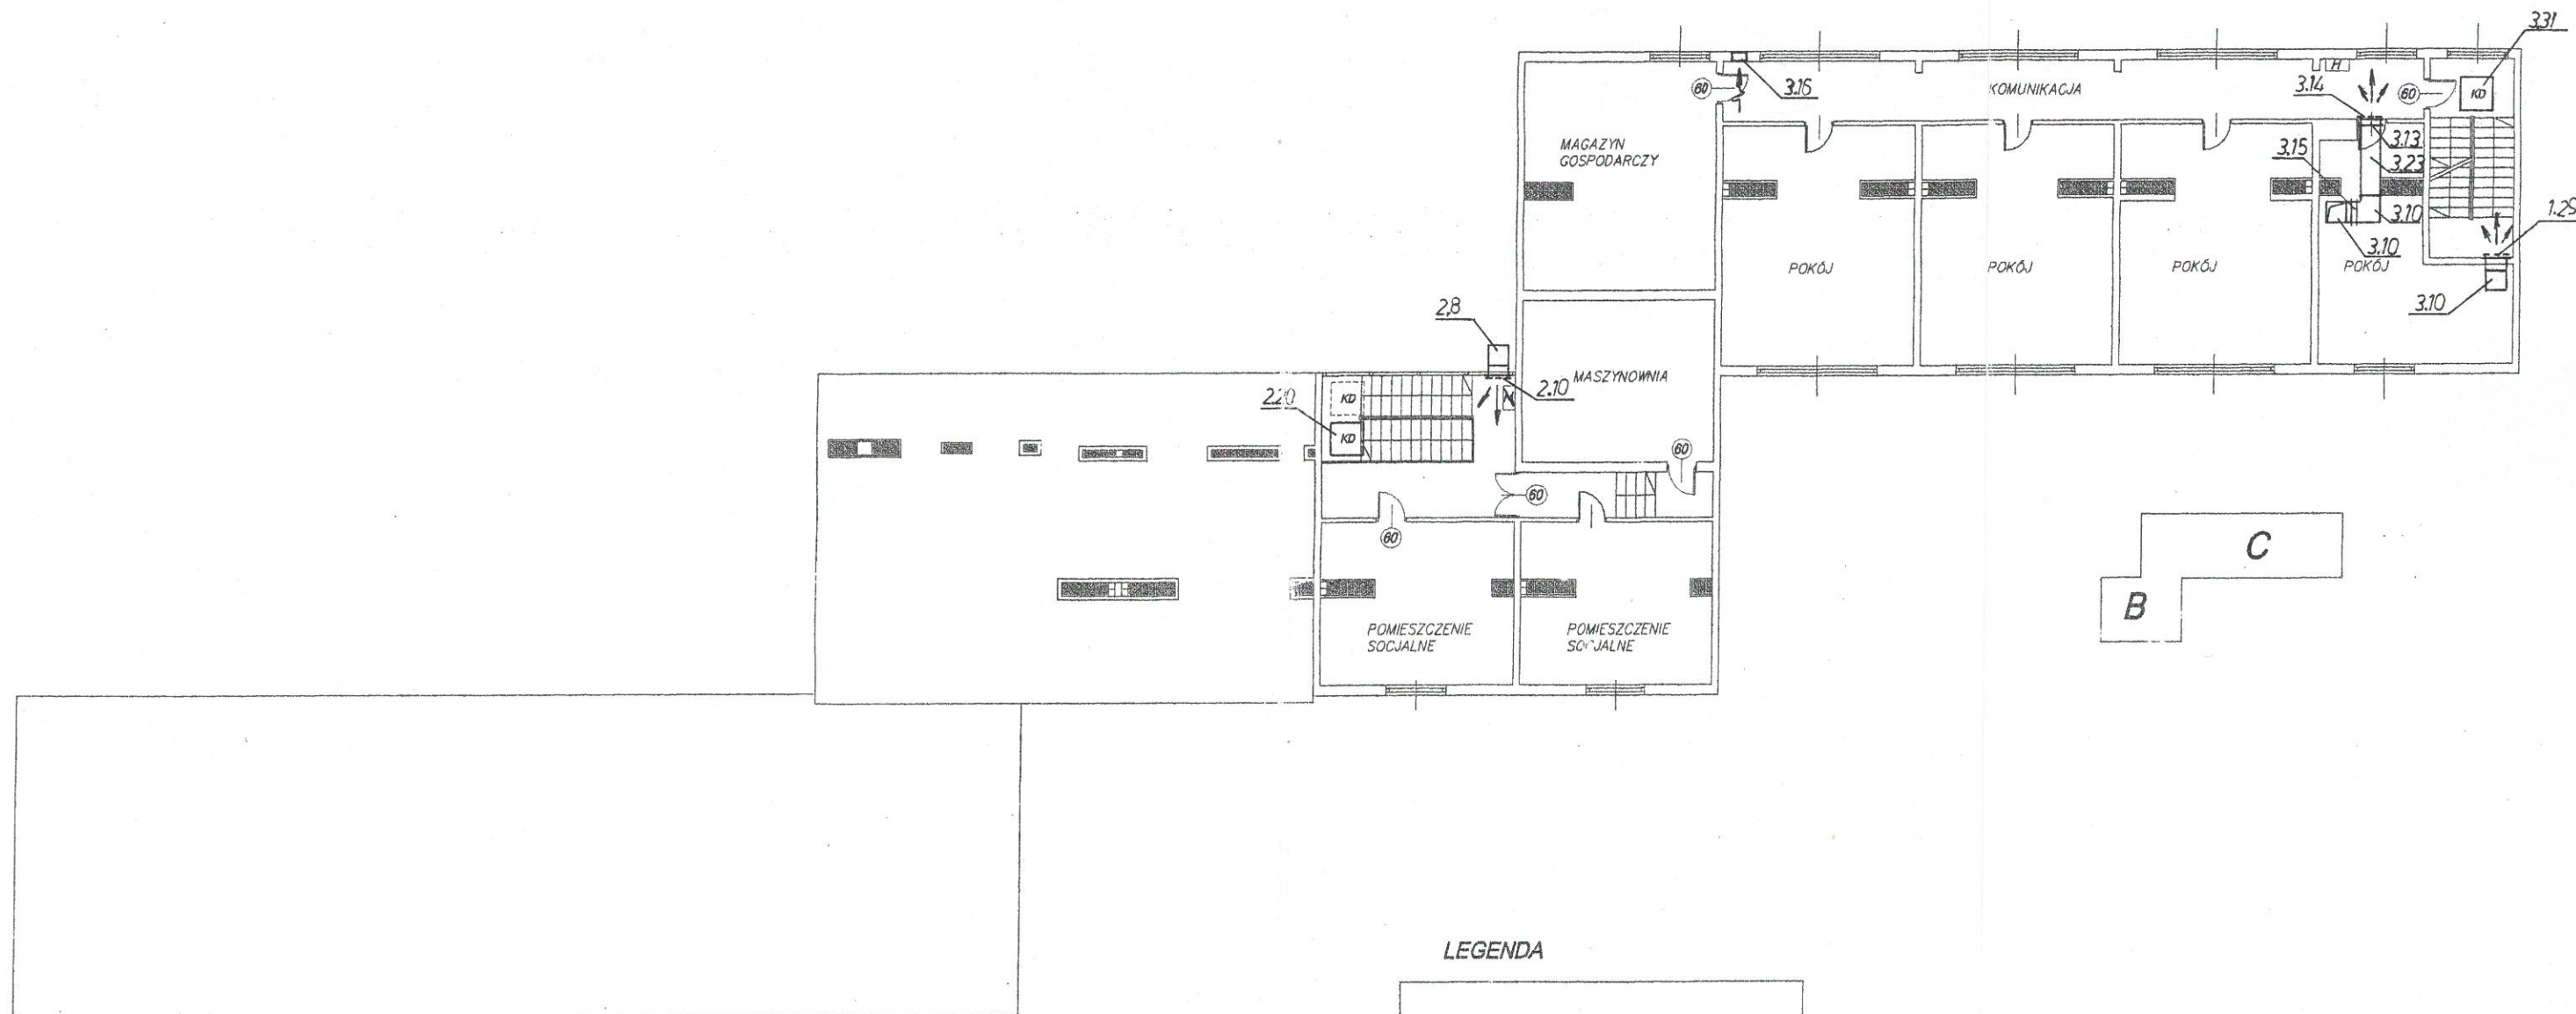 3.31
60
3.16
KOMUNIKACJA
H
3.14
60
KD
MAGAZYN
GOSPODARCZY
3.13
3.15
3.23
3.10
3.10
1.29
POKÓJ
POKÓJ
POKÓJ
POKÓJ
3.10
2,8
MASZYNOWNIA
2.10
2.20
KD
KD
60
60
60
C
B
POMIESZCZENIE
SOCJALNE
POMIESZCZENIE
SOCJALNE
LEGENDA